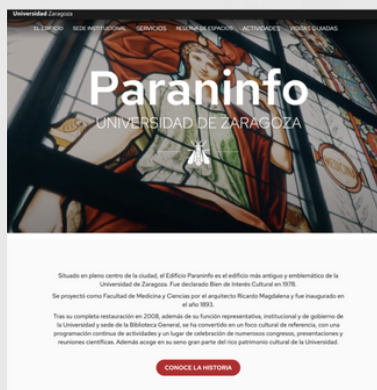 Universidad Zaragoza
EL EDIFICIO SEDE INSTITUCIONAL SERVICIOS RESERVA DE ESPACIOS ACTIVIDADES VISITAS GUIADAS
Paraninfo
UNIVERSIDAD DE ZARAGOZA
MEDICINA
Situado en pleno centro de la ciudad, el Edificio Paraninfo es el edificio más antiguo y emblemático de la
Universidad de Zaragoza. Fue declarado Bien de Interés Cultural en 1978.
Se proyectó como Facultad de Medicina y Ciencias por el arquitecto Ricardo Magdalena y fue inaugurado en
el año 1893.
Tras su completa restauración en 2008, además de su función representativa, institucional y de gobierno de
la Universidad y sede de la Biblioteca General, se ha convertido en un foco cultural de referencia, con una
programación continua de actividades y un lugar de celebración de numerosos congresos, presentaciones y
reuniones científicas. Además acoge en su seno gran parte del rico patrimonio cultural de la Universidad.
CONOCE LA HISTORIA